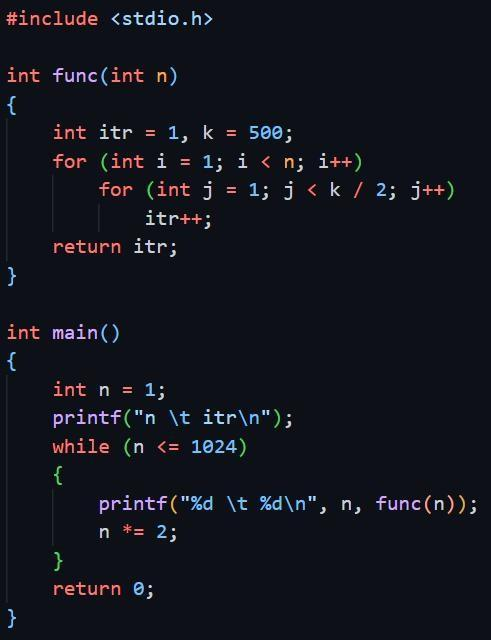 #include <stdio.h>

int func(int n)
{
    int itr = 1, k = 500;
    for (int i = 1; i < n; i++)
        for (int j = 1; j < k / 2; j++)
            itr++;
    return itr;
}

int main()
{
    int n = 1;
    printf("n \t itr\n");
    while (n <= 1024)
    {
        printf("%d \t %d\n", n, func(n));
        n *= 2;
    }
    return 0;
}